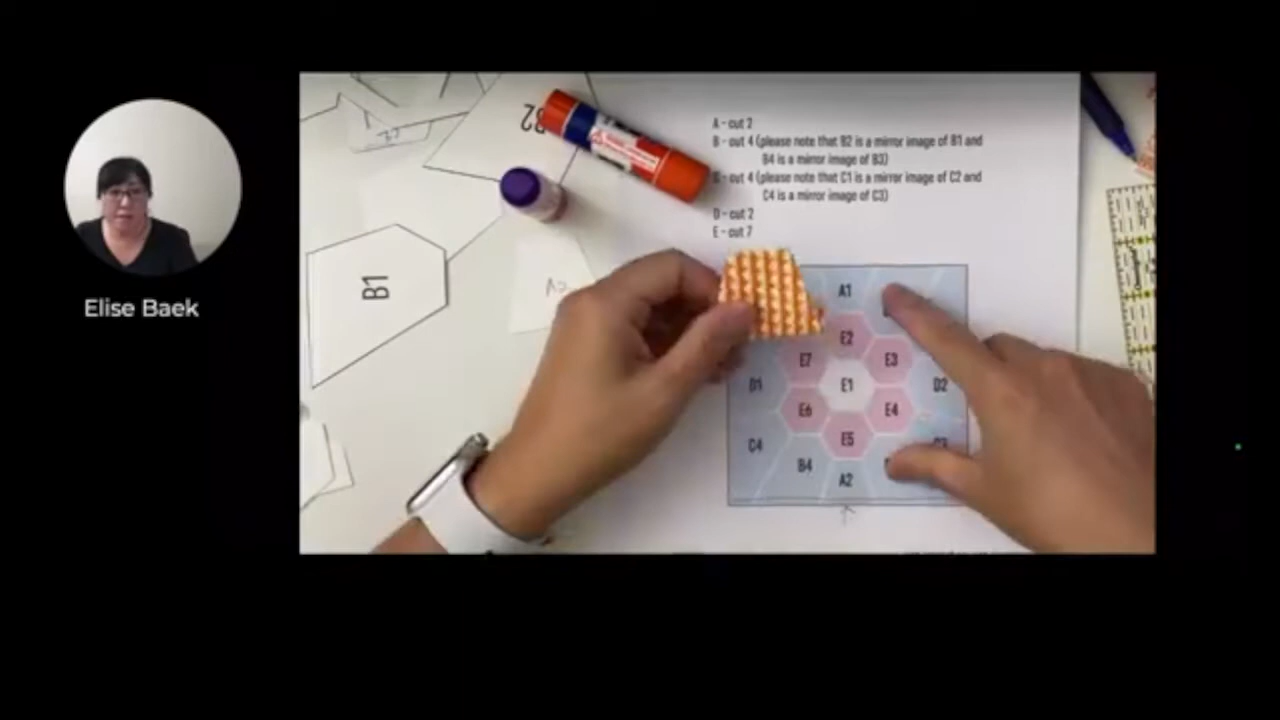 Elise Baek
B2
B1
A - cut 2
B - cut 4 (please note that B2 is a mirror image of B1 and
B4 is a mirror image of B3)
- cut 4 (please note that C1 is a mirror image of C2 and
C4 is a mirror image of C3)
D - cut 2
E - cut 7
A1
E2
E7 E3
D1 E1 D2
E6 E4
E5
C4 C3
B4
A2